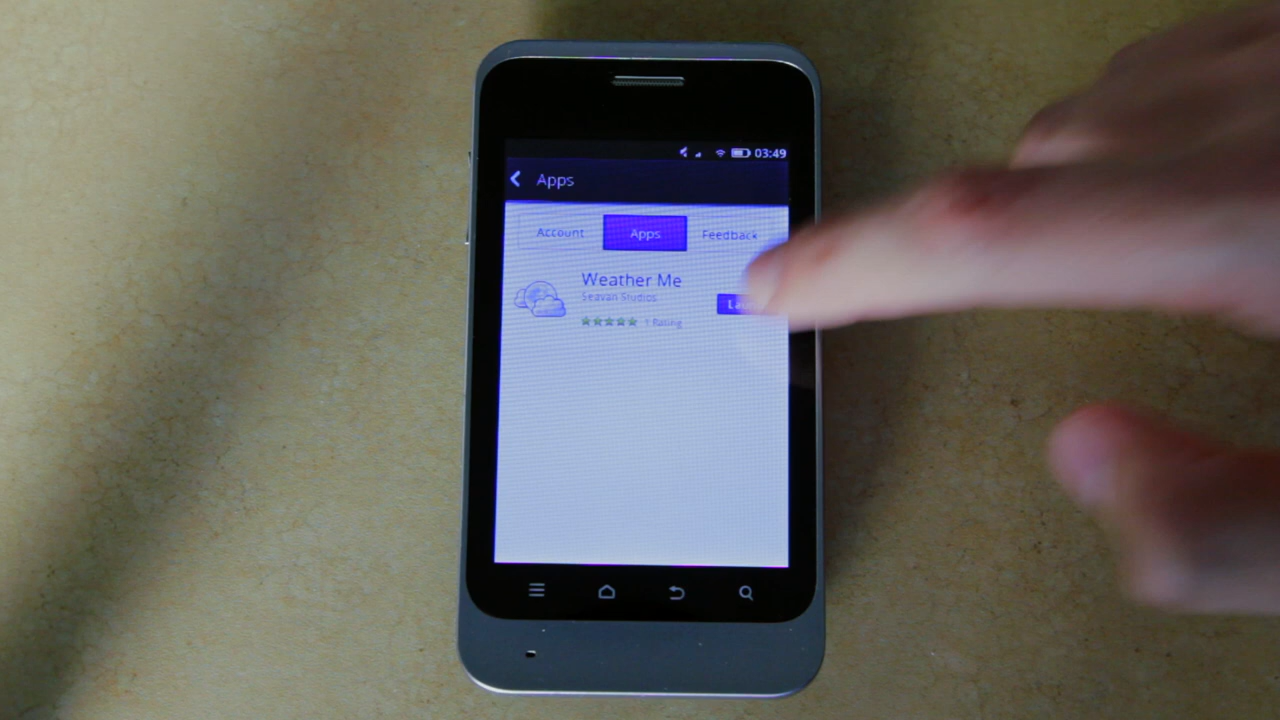 03:49
Apps
Account Apps Feedback
Weather Me
Seavan Studios
1 Rating